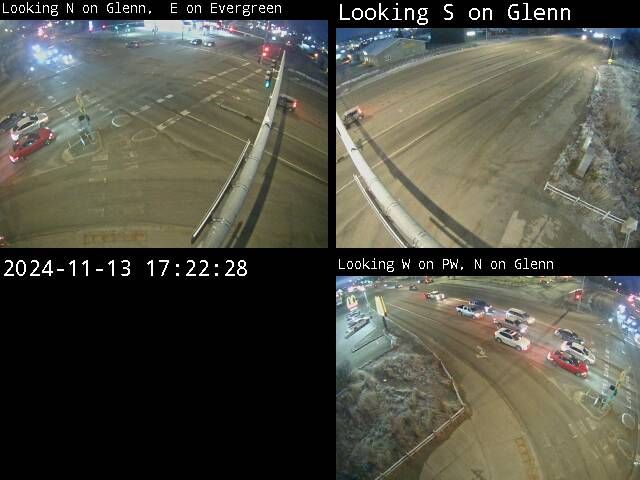 Looking N on Glenn,  E on Evergreen
Looking S on Glenn
2024-11-13 17:22:28
Looking W on PW, N on Glenn